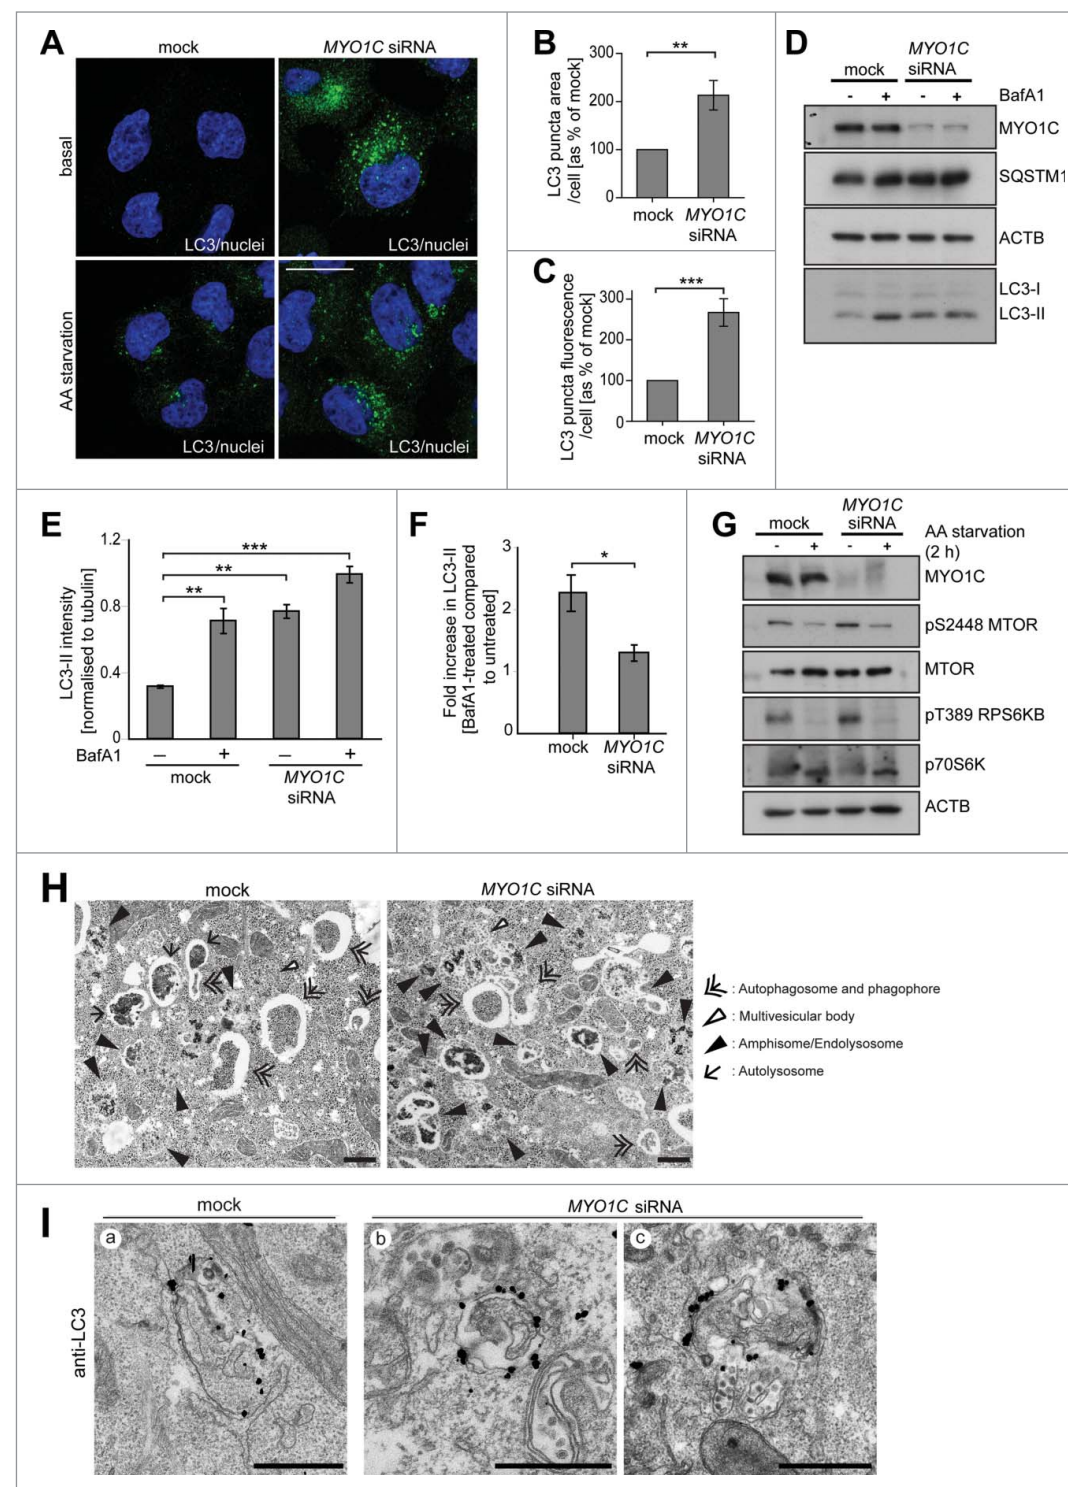 A
mock
MYO1C siRNA
basal
LC3/nuclei
LC3/nuclei
AA starvation
LC3/nuclei
LC3/nuclei
B
LC3 puncta area
/cell [as % of mock]
300
200
100
0
**
mock
MYO1C
siRNA
C
LC3 puncta fluorescence
/cell [as % of mock]
300
200
100
0
***
mock
MYO1C
siRNA
D
mock
MYO1C
siRNA
- + - +
BafA1
MYO1C
SQSTM1
ACTB
LC3-I
LC3-II
E
LC3-II intensity
[normalised to tubulin]
1.2
0.8
0.4
0
***
**
**
BafA1
– + – +
mock
MYO1C
siRNA
F
Fold increase in LC3-II
[BafA1-treated compared
to untreated]
3
2
1
0
*
mock
MYO1C
siRNA
G
mock
MYO1C
siRNA
- + - +
AA starvation
(2 h)
MYO1C
pS2448 MTOR
MTOR
pT389 RPS6KB
p70S6K
ACTB
H
mock
MYO1C siRNA
: Autophagosome and phagophore
: Multivesicular body
: Amphisome/Endolysosome
: Autolysosome
I
mock
MYO1C siRNA
anti-LC3
a
b
c